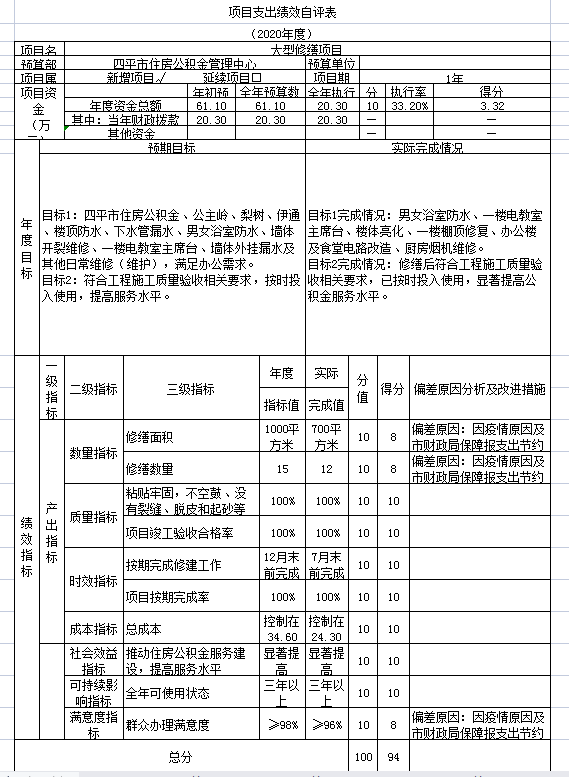 项目支出绩效自评表
（2020年度）
项目名 大型修缮项目
预算部 四平市住房公积金管理中心 预算单位
项目属 新增项目√ 延续项目口 项目期 1年
项目资金（万 年初预 全年预算数 全年执行 分 执行率 得分
年度资金总额 61.10 61.10 20.30 10 33.20% 3.32
其中：当年财政拨款 20.30 20.30 20.30 — —
其他资金 — —
年度目标 预期目标 实际完成情况
目标1：四平市住房公积金、公主岭、梨树、伊通
、楼顶防水、下水管漏水、男女浴室防水、墙体
开裂维修、一楼电教室主席台、墙体外挂漏水及
其他日常维修（维护），满足办公需求。
目标2：符合工程施工质量验收相关要求，按时投
入使用，提高服务水平。
目标1完成情况：男女浴室防水、一楼电教室
主席台、楼体亮化、一楼棚顶修复、办公楼
及食堂电路改造、厨房烟机维修。
目标2完成情况：修缮后符合工程施工质量验
收相关要求，已按时投入使用，显著提高公
积金服务水平。
绩效指标 一级指标 二级指标 三级指标 年度 指标值 实际 完成值 分值 得分 偏差原因分析及改进措施
产出指标 数量指标 修缮面积 1000平方米 700平方米 10 8 偏差原因：因疫情原因及市财政局保障报支出节约
修缮数量 15 12 10 8 偏差原因：因疫情原因及市财政局保障报支出节约
质量指标 粘贴牢固，不空鼓、没有裂缝、脱皮和起砂等 100% 100% 10 10
项目竣工验收合格率 100% 100% 10 10
时效指标 按期完成修建工作 12月末前完成 7月末前完成 10 10
项目按期完成率 100% 100% 10 10
成本指标 总成本 控制在34.60 控制在24.30 10 10
社会效益指标 推动住房公积金服务建设，提高服务水平 显著提高 显著提高 10 10
可持续影响指标 全年可使用状态 三年以上 三年以上 10 10
满意度指标 群众办理满意度 ≥98% ≥96% 10 8 偏差原因：因疫情原因及市财政局保障报支出节约
总分 100 94